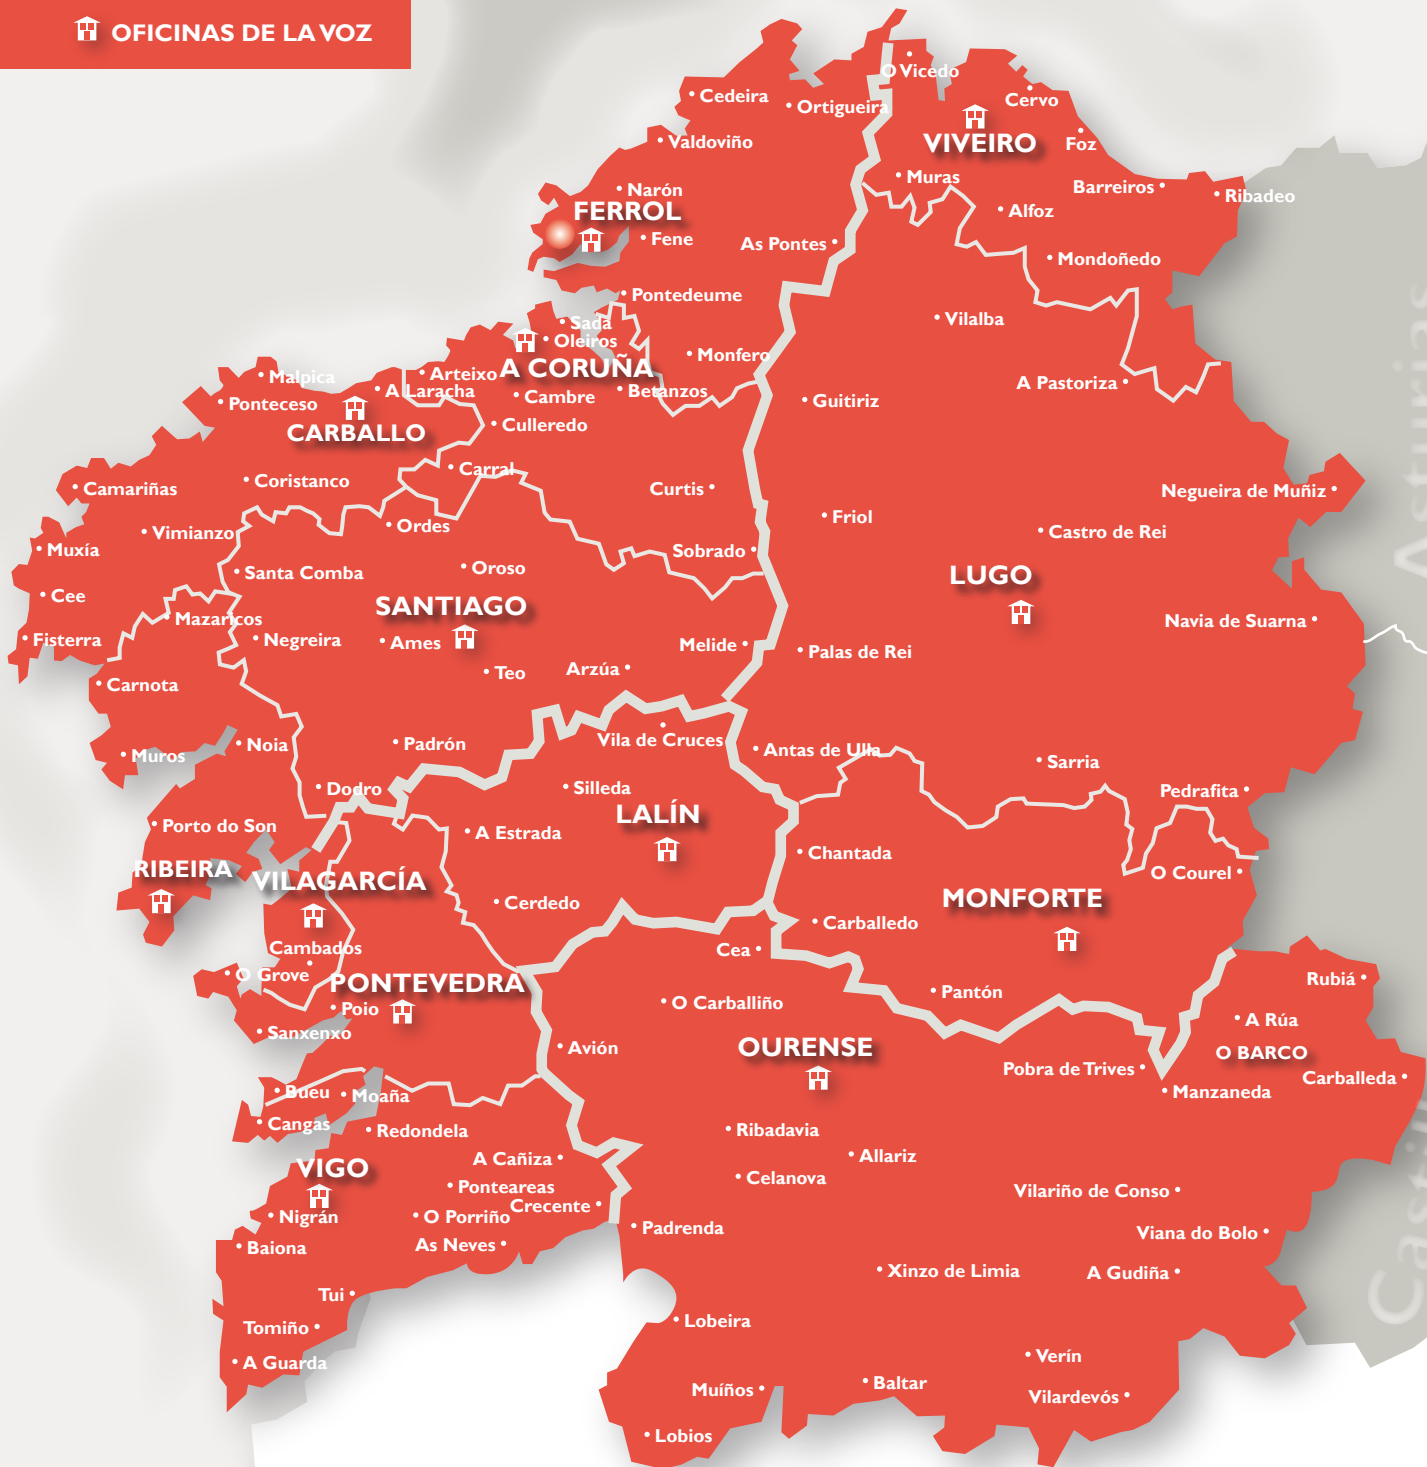 OFICINAS DE LA VOZ
O Vicedo
Cedeira
Ortigueira
Cervo
VIVEIRO
Foz
Valdoviño
Muras
Barreiros
Ribadeo
Narón
FERROL
Alfoz
Fene
As Pontes
Mondoñedo
Pontedeume
Vilalba
Sada
Oleiros
Monfero
A CORUÑA
Arteixo
Malpica
A Laracha
Betanzos
A Pastoriza
Cambre
Ponteceso
Guitiriz
CARBALLO
Culleredo
Asturias
Carral
Coristanco
Camariñas
Curtis
Negueira de Muñiz
Friol
Ordes
Vimianzo
Castro de Rei
Muxía
Sobrado
Oroso
Santa Comba
LUGO
Cee
SANTIAGO
Mazaricos
Navia de Suarna
Fisterra
Negreira
Ames
Melide
Palas de Rei
Teo
Arzúa
Carnota
Vila de Cruces
Noia
Padrón
Antas de Ulla
Muros
Sarria
Dodro
Silleda
Pedrafita
LALÍN
Porto do Son
A Estrada
Chantada
RIBEIRA
O Courel
VILAGARCÍA
MONFORTE
Cerdedo
Carballedo
Cambados
Cea
O Grove
PONTEVEDRA
Rubiá
Pantón
O Carballiño
Poio
A Rúa
Sanxenxo
Avión
OURENSE
O BARCO
Pobra de Trives
Carballeda
Bueu
Moaña
Manzaneda
Cangas
Redondela
Ribadavia
A Cañiza
Allariz
VIGO
Celanova
Ponteareas
Vilariño de Conso
Crecente
Nigrán
O Porriño
Padrenda
Viana do Bolo
As Neves
Baiona
Xinzo de Limia
A Gudiña
Tui
Lobeira
Tomiño
Verín
A Guarda
Baltar
Muíños
Vilardevós
Lobios